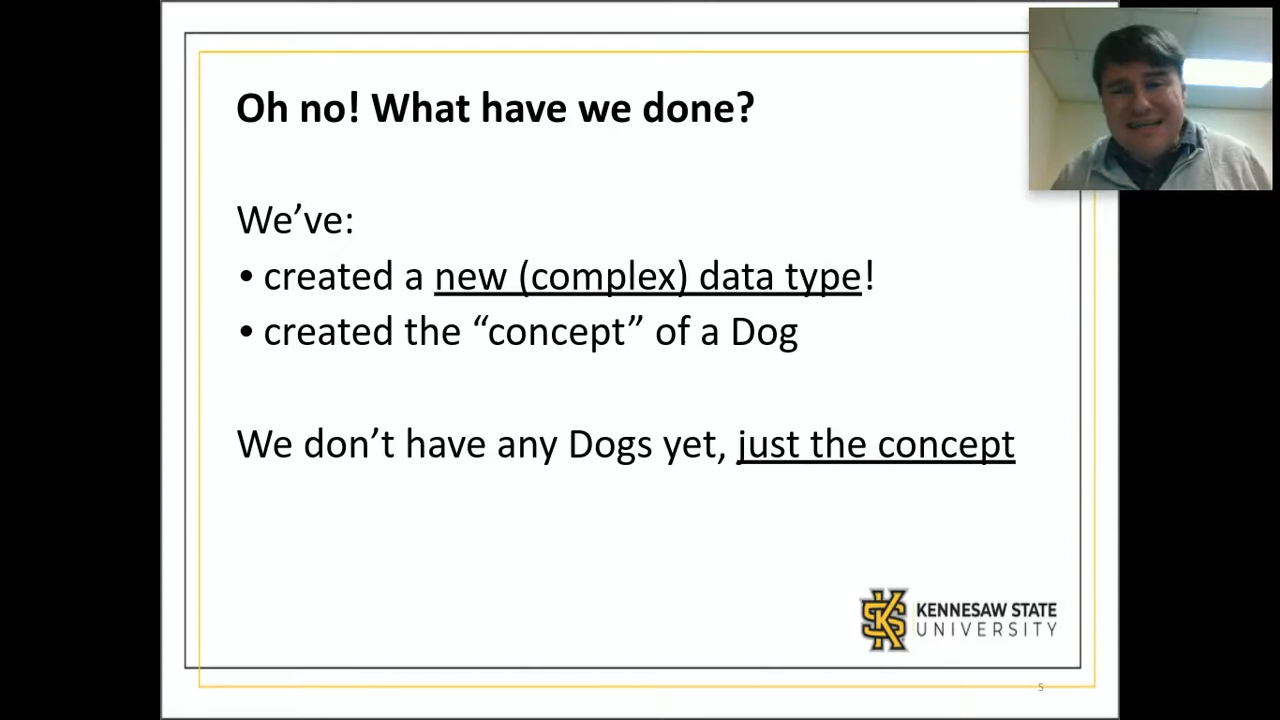 Oh no! What have we done?
We’ve:
• created a new (complex) data type!
• created the “concept” of a Dog
We don’t have any Dogs yet, just the concept
KENNESAW STATE
UNIVERSITY
5